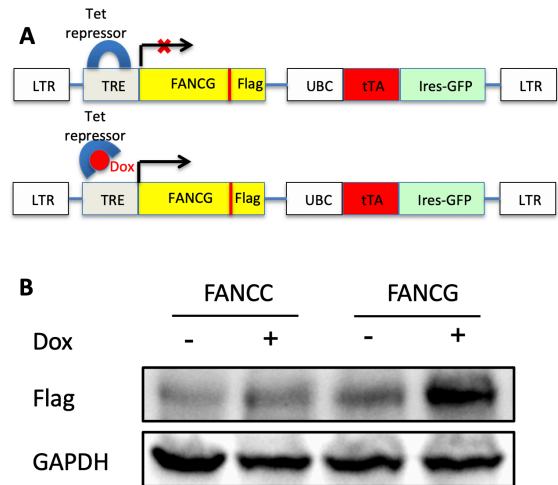 A
Tet
repressor
LTR TRE FANCG Flag UBC tTA Ires-GFP LTR
Tet
repressor
Dox
LTR TRE FANCG Flag UBC tTA Ires-GFP LTR
B
FANCC FANCG
Dox - + - +
Flag
GAPDH